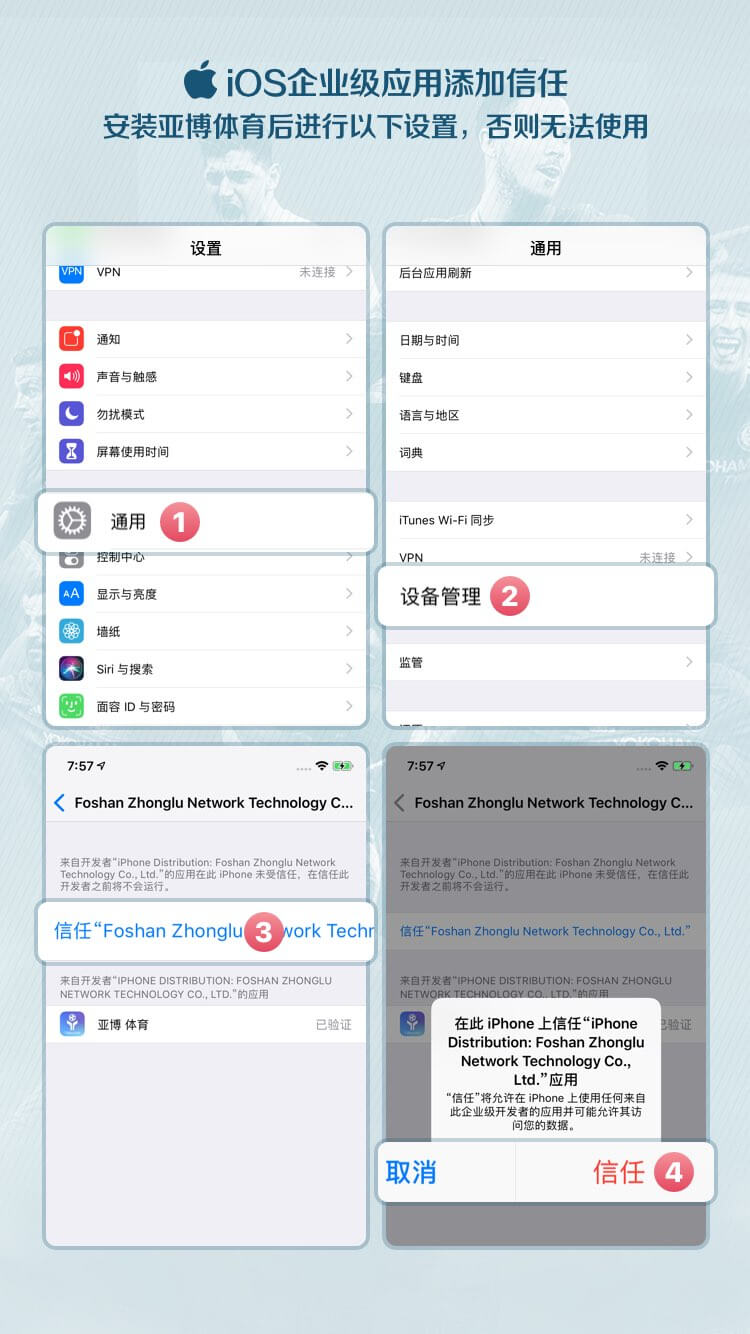 iOS企业级应用添加信任
安装亚博体育后进行以下设置，否则无法使用
设置
VPN
VPN 未连接
通知
声音与触感
勿扰模式
屏幕使用时间
通用 1
控制中心
AA 显示与亮度
墙纸
Siri 与搜索
面容 ID 与密码
通用
后台应用刷新
日期与时间
键盘
语言与地区
词典
iTunes Wi-Fi 同步
VPN 未连接
设备管理 2
监管
7:57
Foshan Zhonglu Network Technology C...
来自开发者“iPhone Distribution: Foshan Zhonglu Network
Technology Co., Ltd.”的应用在此 iPhone 未受信任，在信任此
开发者之前将不会运行。
信任“Foshan Zhonglu 3 work Techn
来自开发者“IPHONE DISTRIBUTION: FOSHAN ZHONGLU
NETWORK TECHNOLOGY CO., LTD.”的应用
亚博 体育 已验证
7:57
Foshan Zhonglu Network Technology C...
来自开发者“iPhone Distribution: Foshan Zhonglu Network
Technology Co., Ltd.”的应用在此 iPhone 未受信任，在信任此
开发者之前将不会运行。
信任“Foshan Zhonglu Network Technology Co., Ltd.”
来自开发者“IPHONE DISTRIBUTION: FOSHAN ZHONGLU
NETWORK TECHNOLOGY CO., LTD.”的应用
已验证
在此 iPhone 上信任“iPhone
Distribution: Foshan Zhonglu
Network Technology Co.,
Ltd.”应用
“信任”将允许在 iPhone 上使用任何来自
此企业级开发者的应用并可能允许其访
问您的数据。
取消
信任 4